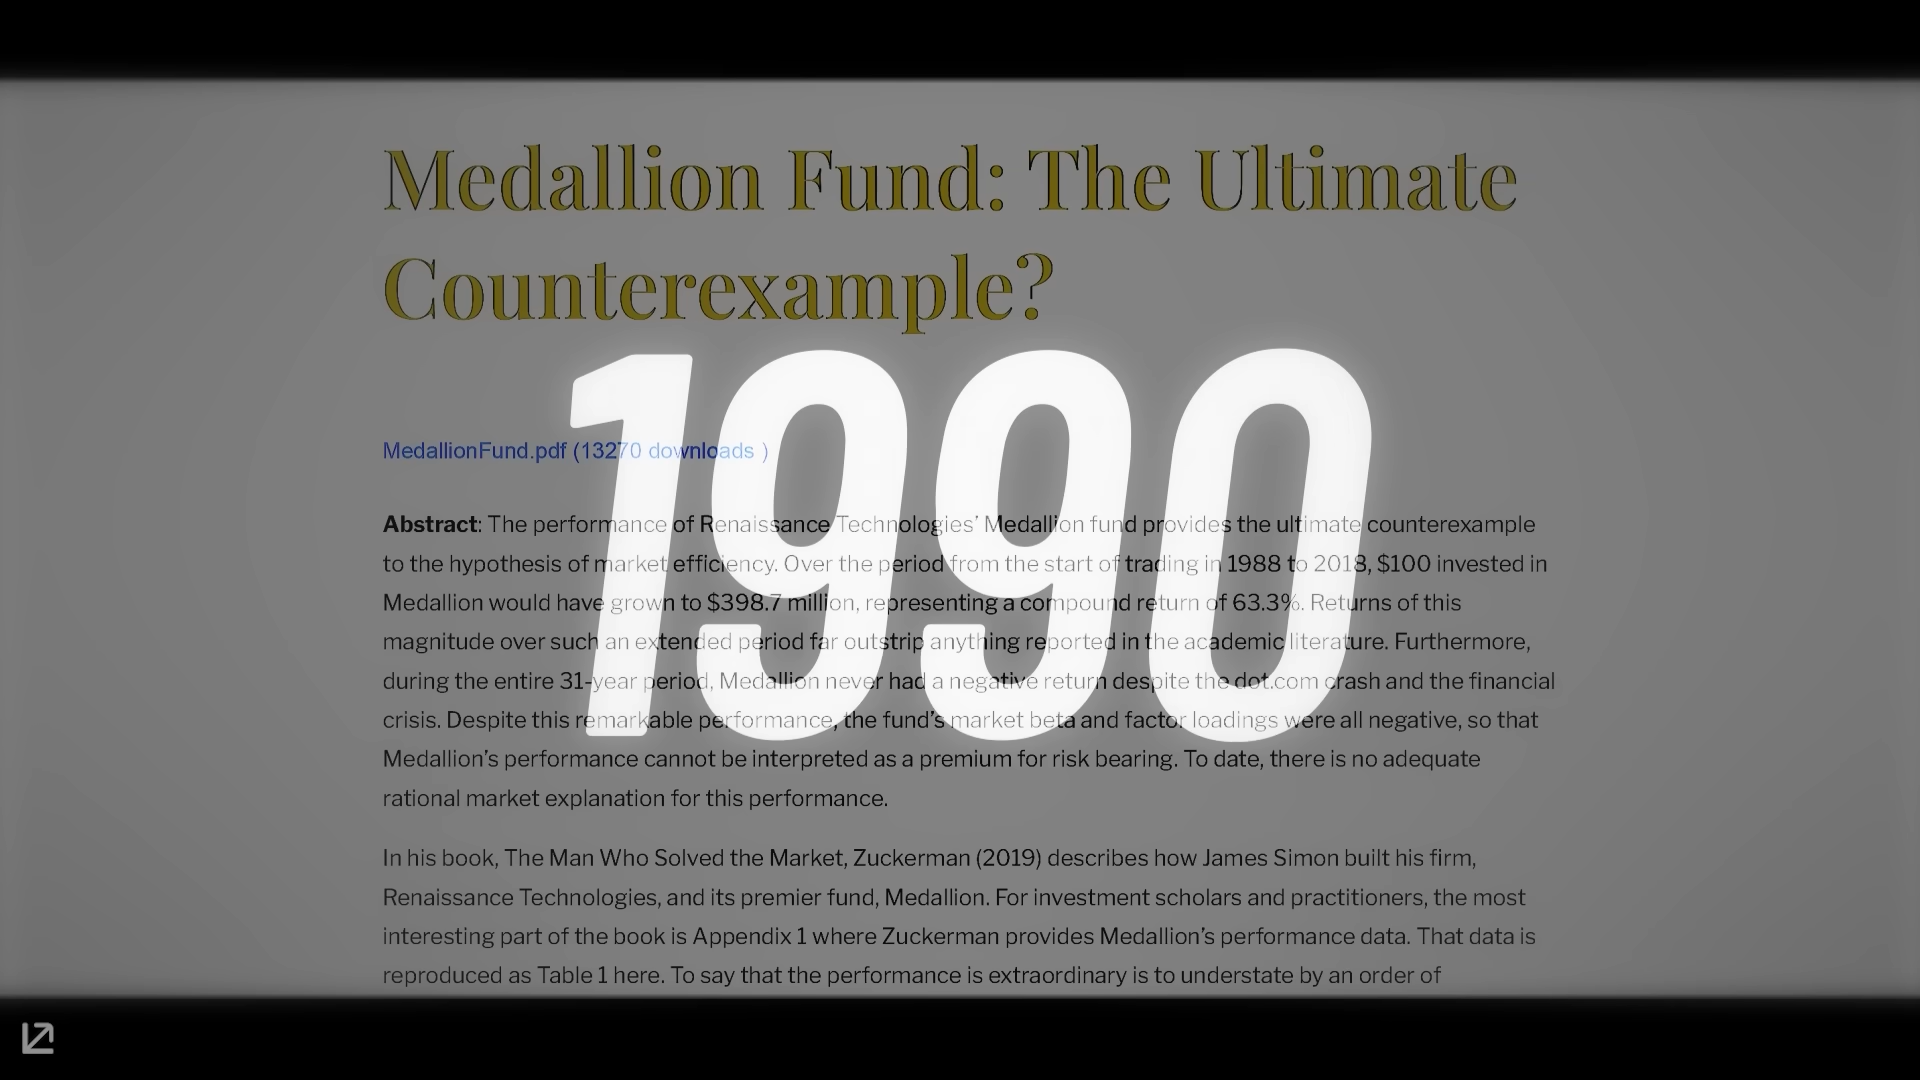 Medallion Fund: The Ultimate
Counterexample?
1990
MedallionFund.pdf (13270 downloads )
Abstract: The performance of Renaissance Technologies’ Medallion fund provides the ultimate counterexample
to the hypothesis of market efficiency. Over the period from the start of trading in 1988 to 2018, $100 invested in
Medallion would have grown to $398.7 million, representing a compound return of 63.3%. Returns of this
magnitude over such an extended period far outstrip anything reported in the academic literature. Furthermore,
during the entire 31-year period, Medallion never had a negative return despite the dot.com crash and the financial
crisis. Despite this remarkable performance, the fund’s market beta and factor loadings were all negative, so that
Medallion’s performance cannot be interpreted as a premium for risk bearing. To date, there is no adequate
rational market explanation for this performance.
In his book, The Man Who Solved the Market, Zuckerman (2019) describes how James Simon built his firm,
Renaissance Technologies, and its premier fund, Medallion. For investment scholars and practitioners, the most
interesting part of the book is Appendix 1 where Zuckerman provides Medallion’s performance data. That data is
reproduced as Table 1 here. To say that the performance is extraordinary is to understate by an order of